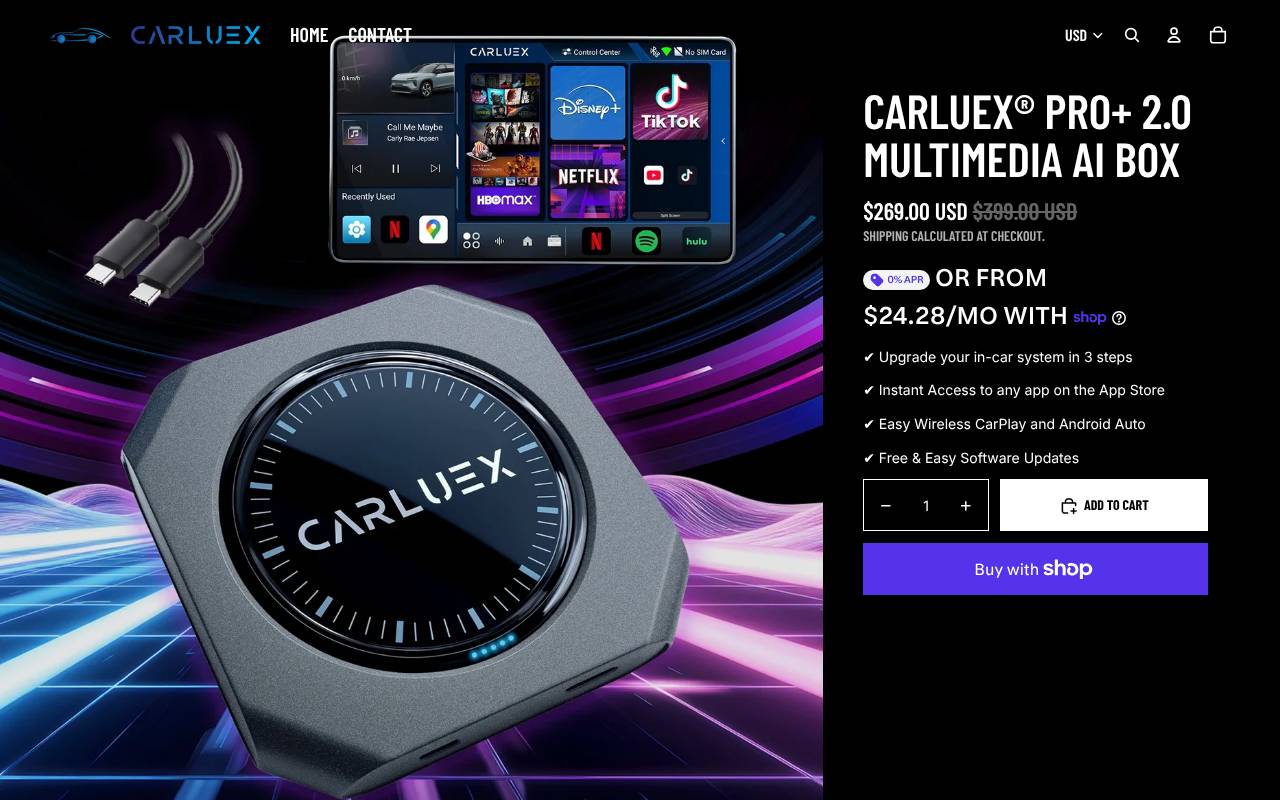 CARLUEX
HOME
CONTACT
USD
CARLUEX
Control Center
No SIM Card
0 km/h
Call Me Maybe
Carly Rae Jepsen
Recently Used
Disney+
TikTok
NETFLIX
HBOmax
Split Screen
hulu
CARLUEX
CARLUEX® PRO+ 2.0
MULTIMEDIA AI BOX
$269.00 USD $399.00 USD
SHIPPING CALCULATED AT CHECKOUT.
0% APR OR FROM
$24.28/MO WITH shop
✔ Upgrade your in-car system in 3 steps
✔ Instant Access to any app on the App Store
✔ Easy Wireless CarPlay and Android Auto
✔ Free & Easy Software Updates
− 1 +
ADD TO CART
Buy with shop